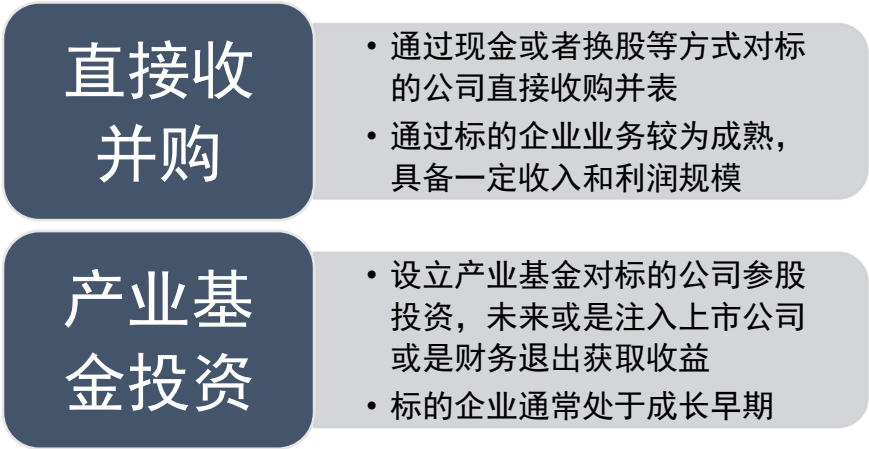 直接收
并购
• 通过现金或者换股等方式对标
的公司直接收购并表
• 通过标的企业业务较为成熟，
具备一定收入和利润规模
产业基
金投资
• 设立产业基金对标的公司参股
投资，未来或是注入上市公司
或是财务退出获取收益
• 标的企业通常处于成长早期